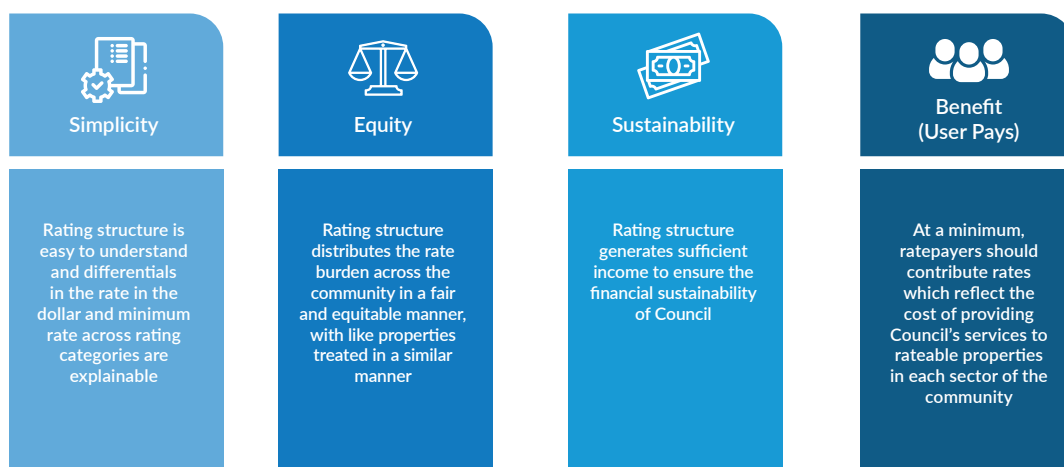 Simplicity
Rating structure is
easy to understand
and differentials
in the rate in the
dollar and minimum
rate across rating
categories are
explainable
Equity
Rating structure
distributes the rate
burden across the
community in a fair
and equitable manner,
with like properties
treated in a similar
manner
Sustainability
Rating structure
generates sufficient
income to ensure the
financial sustainability
of Council
Benefit
(User Pays)
At a minimum,
ratepayers should
contribute rates
which reflect the
cost of providing
Council's services to
rateable properties
in each sector of the
community